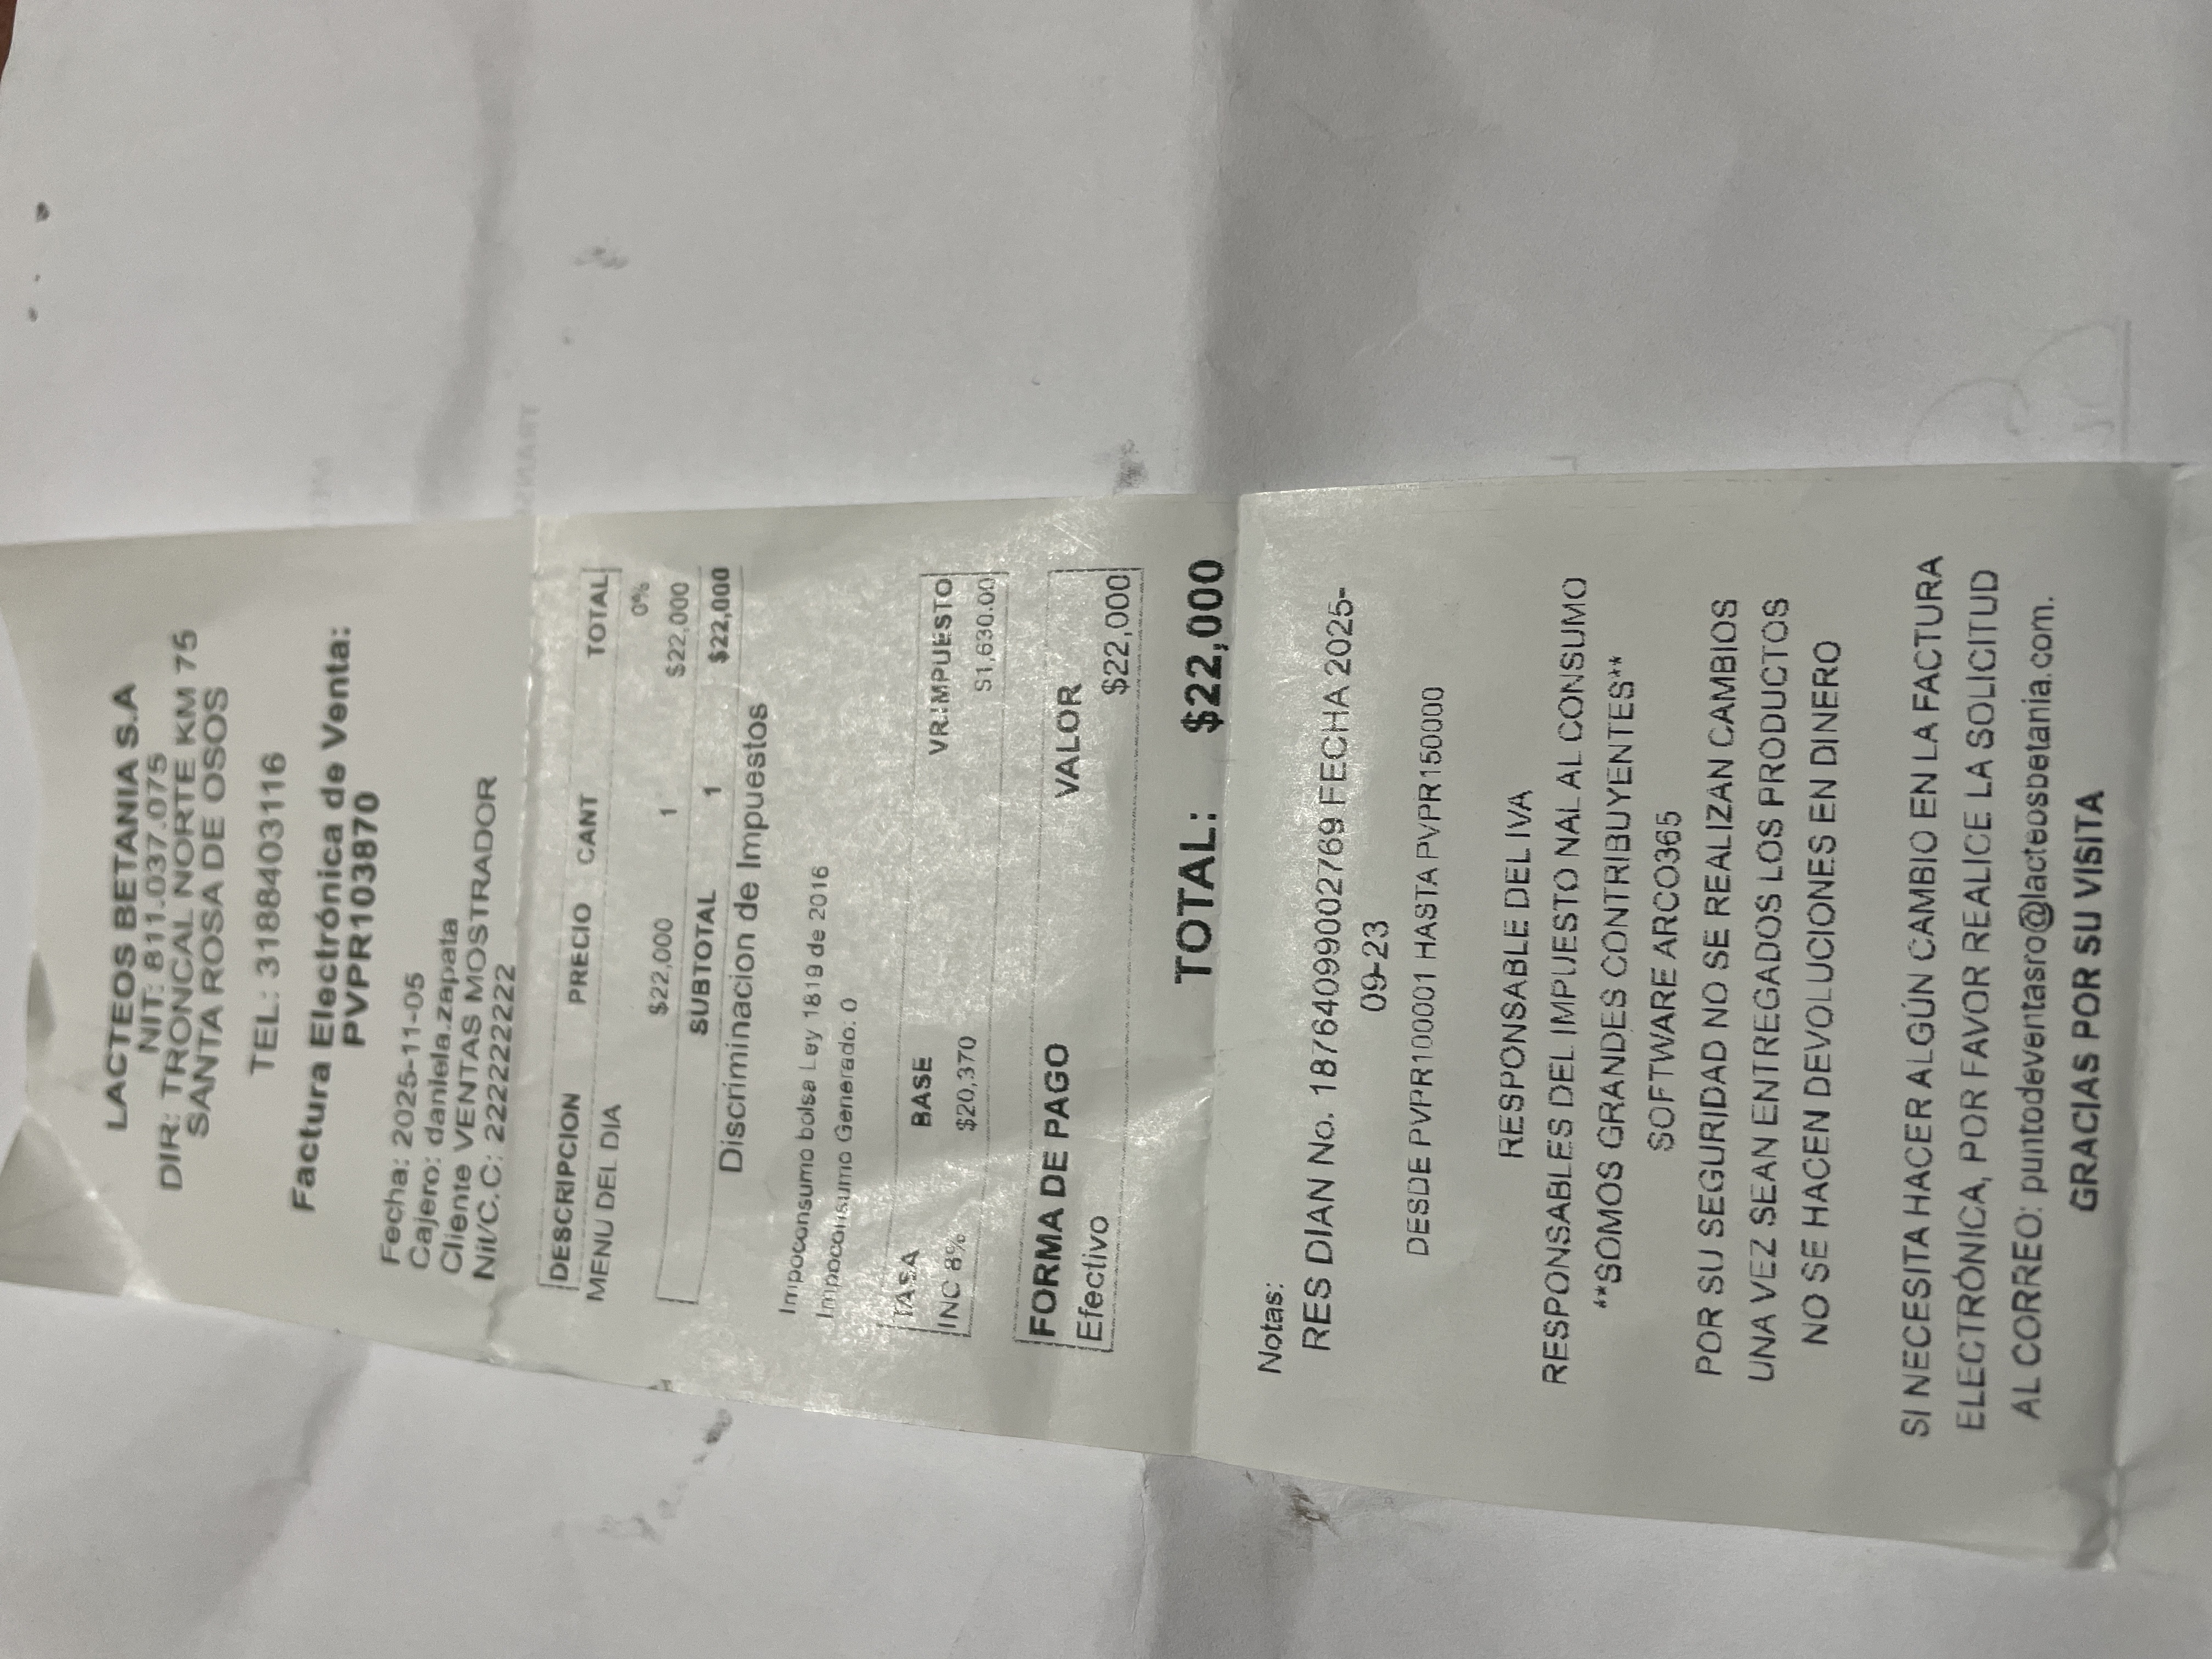 LACTEOS BETANIA S.A
NIT: 811.037.075
DIR: TRONCAL NORTE KM 75
SANTA ROSA DE OSOS
TEL: 3188403116
Factura Electrónica de Venta:
PVPR103870
Fecha: 2025-11-05
Cajero: daniela.zapata
Cliente VENTAS MOSTRADOR
Nit/C.C: 222222222222
DESCRIPCION PRECIO CANT TOTAL
MENU DEL DIA 0%
$22,000 1 $22,000
SUBTOTAL 1 $22,000
Discriminacion de Impuestos
Impoconsumo bolsa Ley 1819 de 2016
Impoconsumo Generado. 0
TASA BASE VR.IMPUESTO
INC 8% $20,370 $1,630.00
FORMA DE PAGO VALOR
Efectivo $22,000
TOTAL: $22,000
Notas:
RES DIAN No. 18764099002769 FECHA 2025-
09-23
DESDE PVPR100001 HASTA PVPR150000
RESPONSABLE DEL IVA
RESPONSABLES DEL IMPUESTO NAL AL CONSUMO
**SOMOS GRANDES CONTRIBUYENTES**
SOFTWARE ARCO365
POR SU SEGURIDAD NO SE REALIZAN CAMBIOS
UNA VEZ SEAN ENTREGADOS LOS PRODUCTOS
NO SE HACEN DEVOLUCIONES EN DINERO
SI NECESITA HACER ALGÚN CAMBIO EN LA FACTURA
ELECTRÓNICA, POR FAVOR REALICE LA SOLICITUD
AL CORREO: puntodeventasro@lacteosbetania.com.
GRACIAS POR SU VISITA